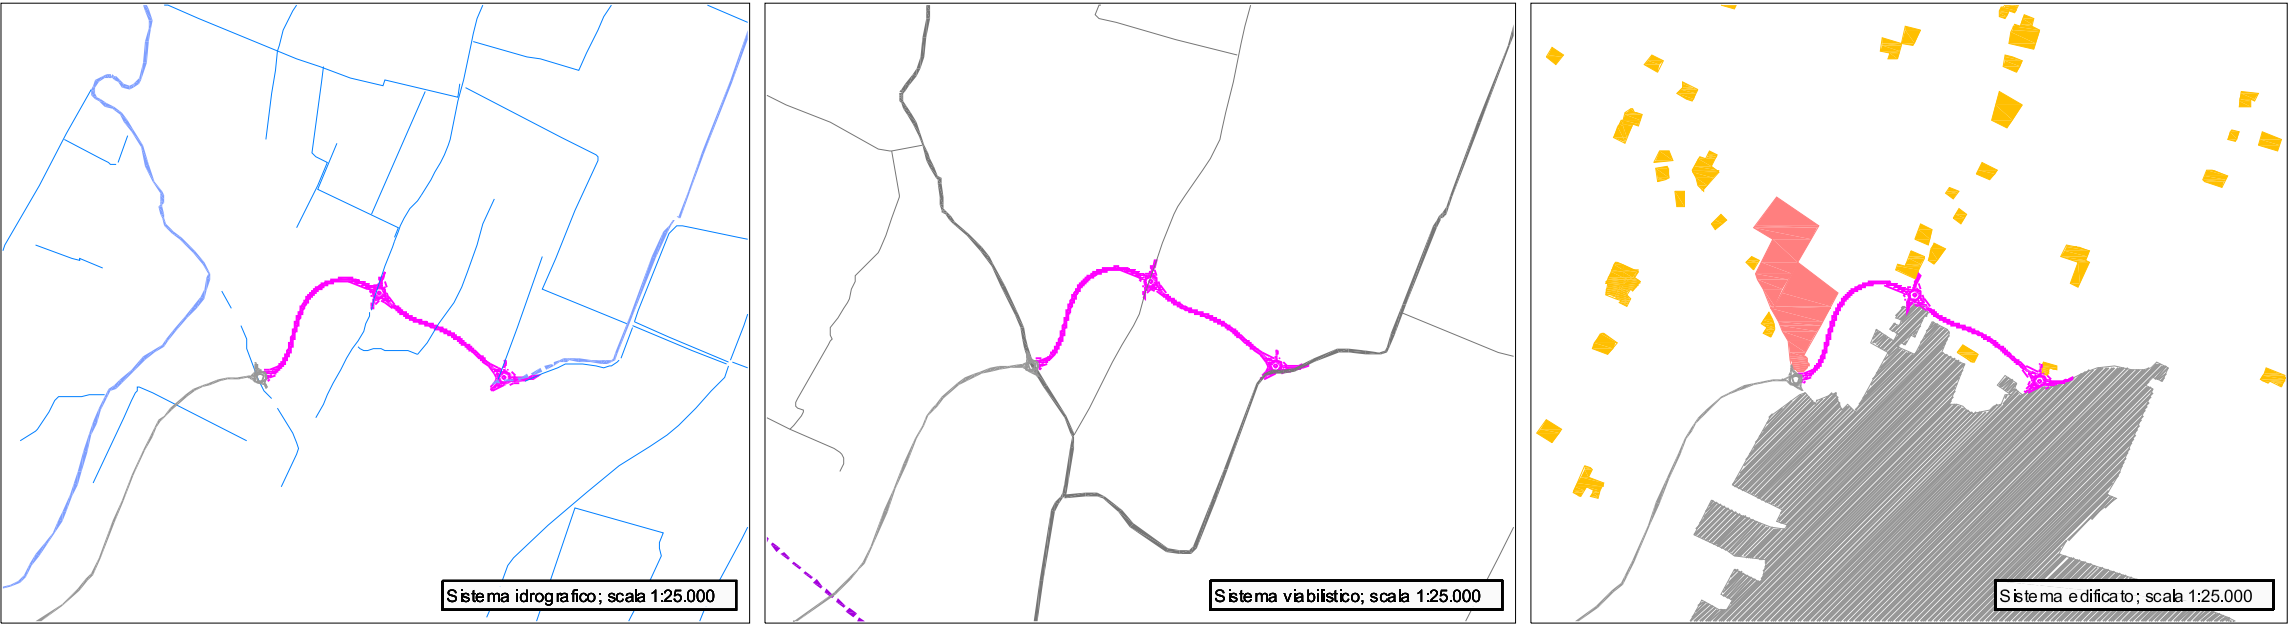 Sistema idrografico; scala 1:25.000
Sistema viabilistico; scala 1:25.000
Sistema edificato; scala 1:25.000